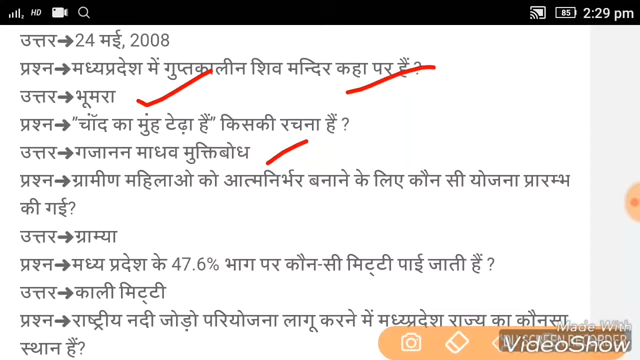 HD 85 2:29 pm
उत्तर→24 मई, 2008
प्रश्न→मध्यप्रदेश में गुप्तकालीन शिव मन्दिर कहा पर हैं ?
उत्तर→भूमरा
प्रश्न→"चाॅंद का मुंह टेढ़ा हैं" किसकी रचना हैं ?
उत्तर→गजानन माधव मुक्तिबोध
प्रश्न→ग्रामीण महिलाओ को आत्मनिर्भर बनाने के लिए कौन सी योजना प्रारम्भ
की गई?
उत्तर→ग्राम्या
प्रश्न→मध्य प्रदेश के 47.6% भाग पर कौन-सी मिट्टी पाई जाती हैं ?
उत्तर→काली मिट्टी
प्रश्न→राष्ट्रीय नदी जोड़ो परियोजना लागू करने में मध्यप्रदेश राज्य का कौनसा
स्थान हैं?
Made With
VideoShow